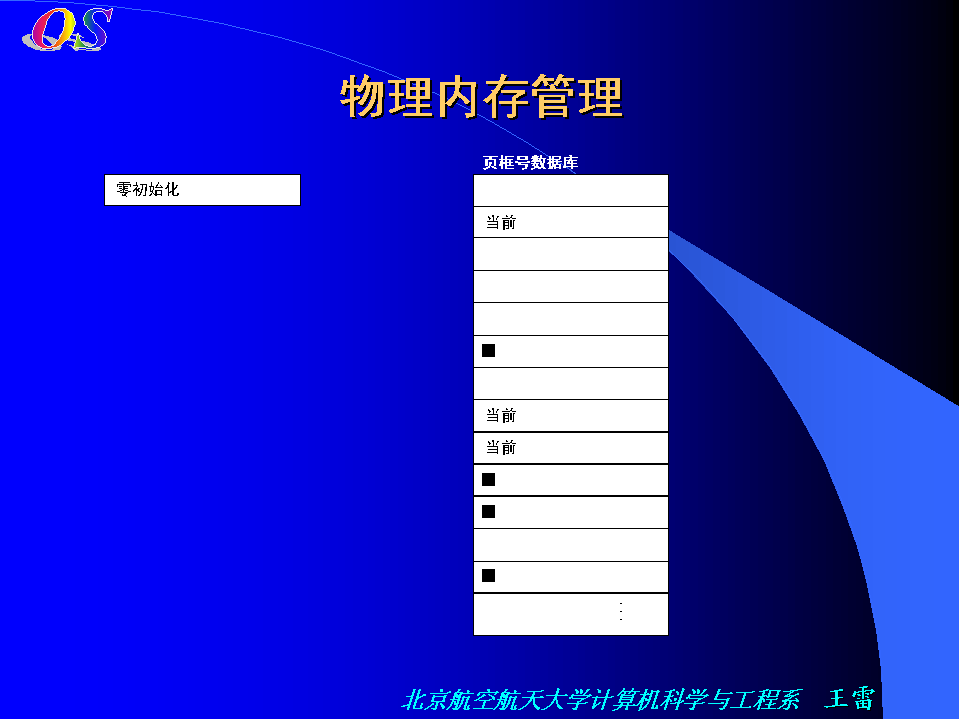 OS
物理内存管理
页框号数据库
零初始化
当前
当前
当前
⋮
北京航空航天大学计算机科学与工程系 王雷